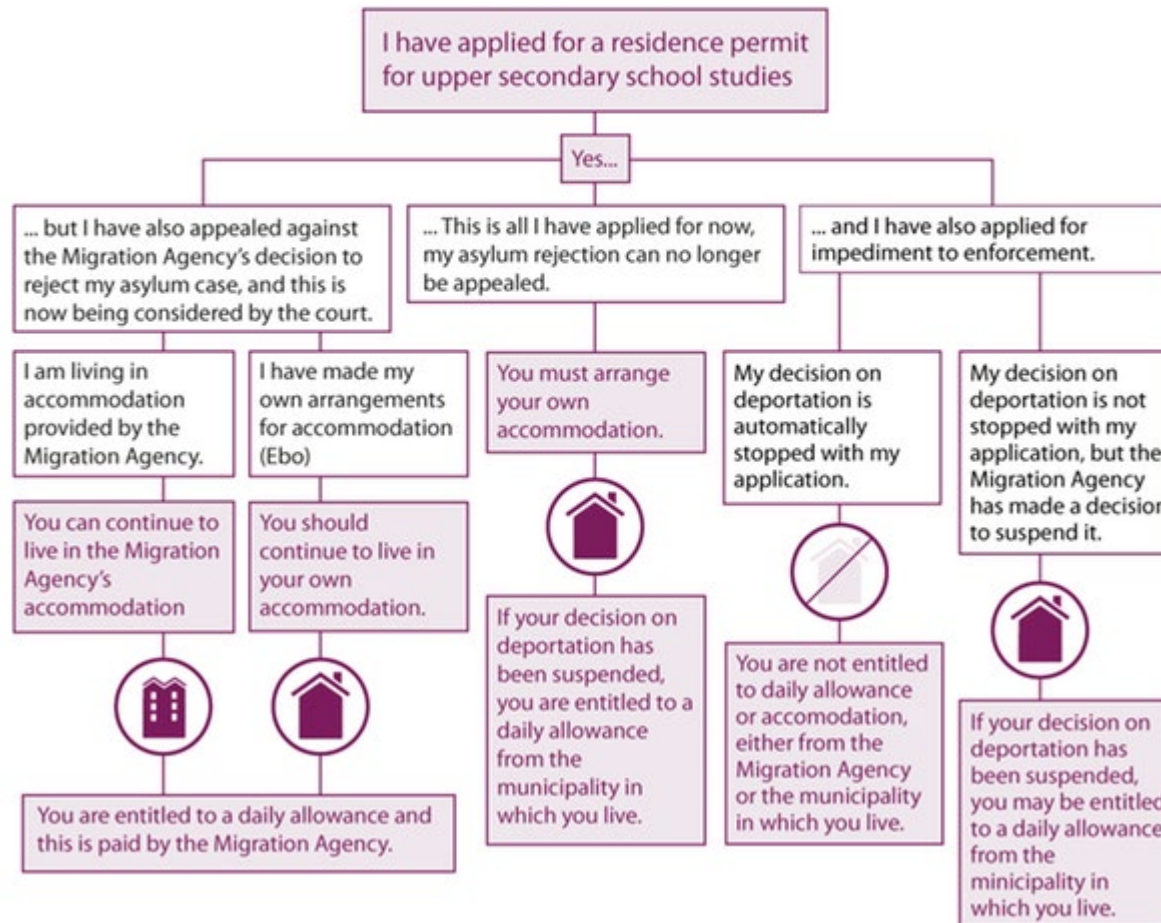 I have applied for a residence permit
for upper secondary school studies
Yes...
... but I have also appealed against
the Migration Agency's decision to
reject my asylum case, and this is
now being considered by the court.
I am living in
accommodation
provided by the
Migration Agency.
You can continue to
live in the Migration
Agency's
accommodation
I have made my
own arrangements
for accommodation
(Ebo)
You should
continue to live in
your own
accommodation.
You are entitled to a daily allowance and
this is paid by the Migration Agency.
... This is all I have applied for now,
my asylum rejection can no longer
be appealed.
You must arrange
your own
accommodation.
If your decision on
deportation has
been suspended,
you are entitled to a
daily allowance
from the
municipality in
which you live.
... and I have also applied for
impediment to enforcement.
My decision on
deportation is
automatically
stopped with my
application.
You are not entitled
to daily allowance
or accomodation,
either from the
Migration Agency
or the municipality
in which you live.
My decision on
deportation is not
stopped with my
application, but the
Migration Agency
has made a decision
to suspend it.
If your decision on
deportation has
been suspended,
you may be entitled
to a daily allowance
from the
minicipality in
which you live.